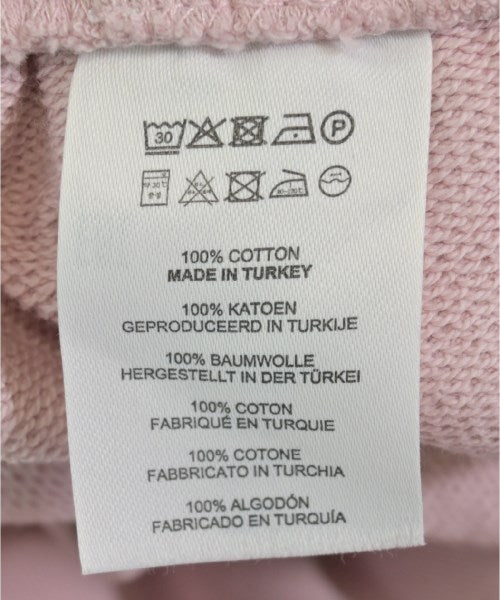 30 P
100% COTTON
MADE IN TURKEY
100% KATOEN
GEPRODUCEERD IN TURKIJE
100% BAUMWOLLE
HERGESTELLT IN DER TÜRKEI
100% COTON
FABRIQUÉ EN TURQUIE
100% COTONE
FABBRICATO IN TURCHIA
100% ALGODÓN
FABRICADO EN TURQUÍA